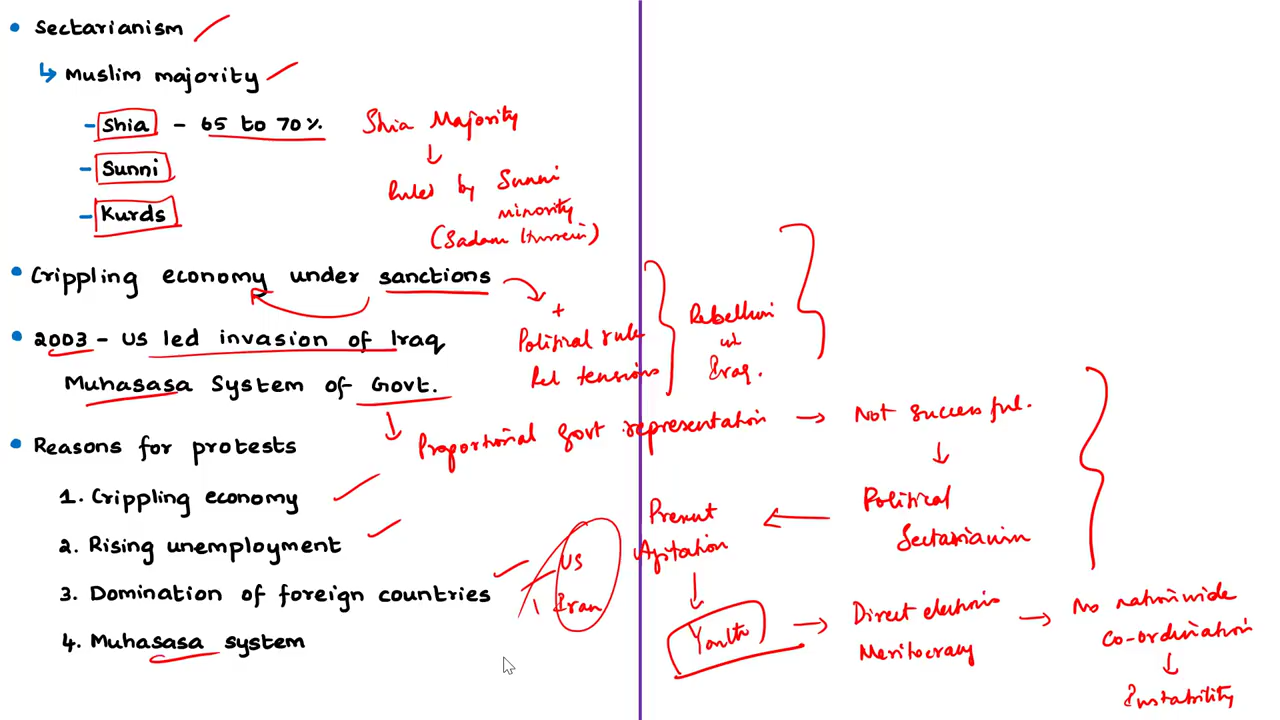 Sectarianism
Muslim majority
- Shia - 65 to 70%
Shia Majority
- Sunni
Ruled by Sunni
minority
(Sadam Hussein)
- Kurds
Crippling economy under sanctions
+
Political rule
Rel tensions
Rebellion
in
Iraq.
2003 - US led invasion of Iraq
Muhasasa System of Govt.
Proportional Govt representation → Not successful.
Political
Sectarianism
Present
Agitation
Youth
Direct elections
Meritocracy
No nationwide
Co-ordination
Instability
Reasons for protests
1. Crippling economy
2. Rising unemployment
3. Domination of foreign countries
US
Iran
4. Muhasasa system